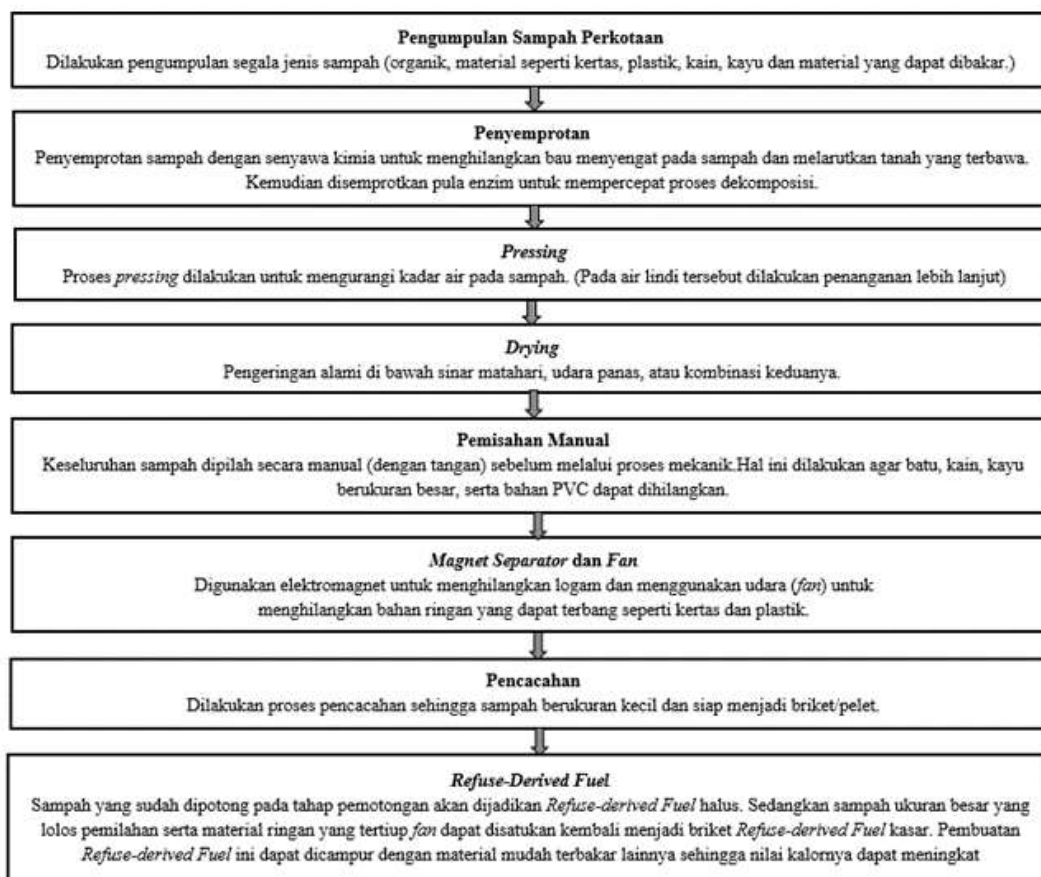 Pengumpulan Sampah Perkotaan
Dilakukan pengumpulan segala jenis sampah (organik, material seperti kertas, plastik, kain, kayu dan material yang dapat dibakar.)
Penyemprotan
Penyemprotan sampah dengan senyawa kimia untuk menghilangkan bau menyengat pada sampah dan melarutkan tanah yang terbawa.
Kemudian disemprotkan pula enzim untuk mempercepat proses dekomposisi.
Pressing
Proses pressing dilakukan untuk mengurangi kadar air pada sampah. (Pada air lindi tersebut dilakukan penanganan lebih lanjut)
Drying
Pengeringan alami di bawah sinar matahari, udara panas, atau kombinasi keduanya.
Pemisahan Manual
Keseluruhan sampah dipilah secara manual (dengan tangan) sebelum melalui proses mekanik.Hal ini dilakukan agar batu, kain, kayu
berukuran besar, serta bahan PVC dapat dihilangkan.
Magnet Separator dan Fan
Digunakan elektromagnet untuk menghilangkan logam dan menggunakan udara (fan) untuk
menghilangkan bahan ringan yang dapat terbang seperti kertas dan plastik.
Pencacahan
Dilakukan proses pencacahan sehingga sampah berukuran kecil dan siap menjadi briket/pelet.
Refuse-Derived Fuel
Sampah yang sudah dipotong pada tahap pemotongan akan dijadikan Refuse-derived Fuel halus. Sedangkan sampah ukuran besar yang
lolos pemilahan serta material ringan yang tertiup fan dapat disatukan kembali menjadi briket Refuse-derived Fuel kasar. Pembuatan
Refuse-derived Fuel ini dapat dicampur dengan material mudah terbakar lainnya sehingga nilai kalornya dapat meningkat